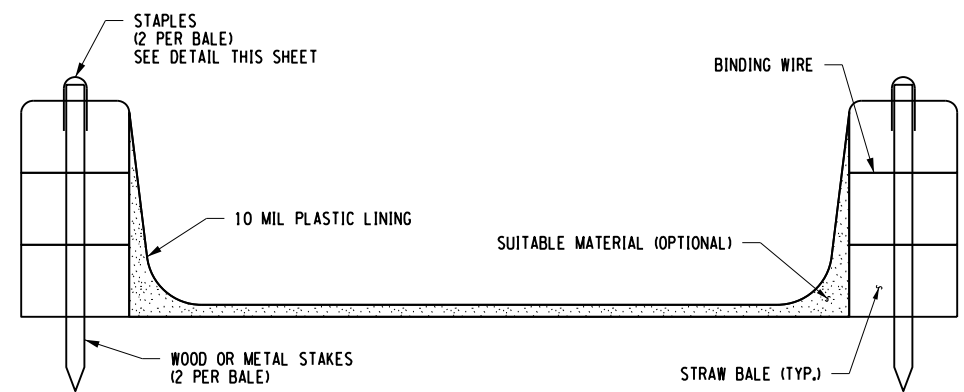 STAPLES
(2 PER BALE)
SEE DETAIL THIS SHEET
BINDING WIRE
10 MIL PLASTIC LINING
SUITABLE MATERIAL (OPTIONAL)
WOOD OR METAL STAKES
(2 PER BALE)
STRAW BALE (TYP.)